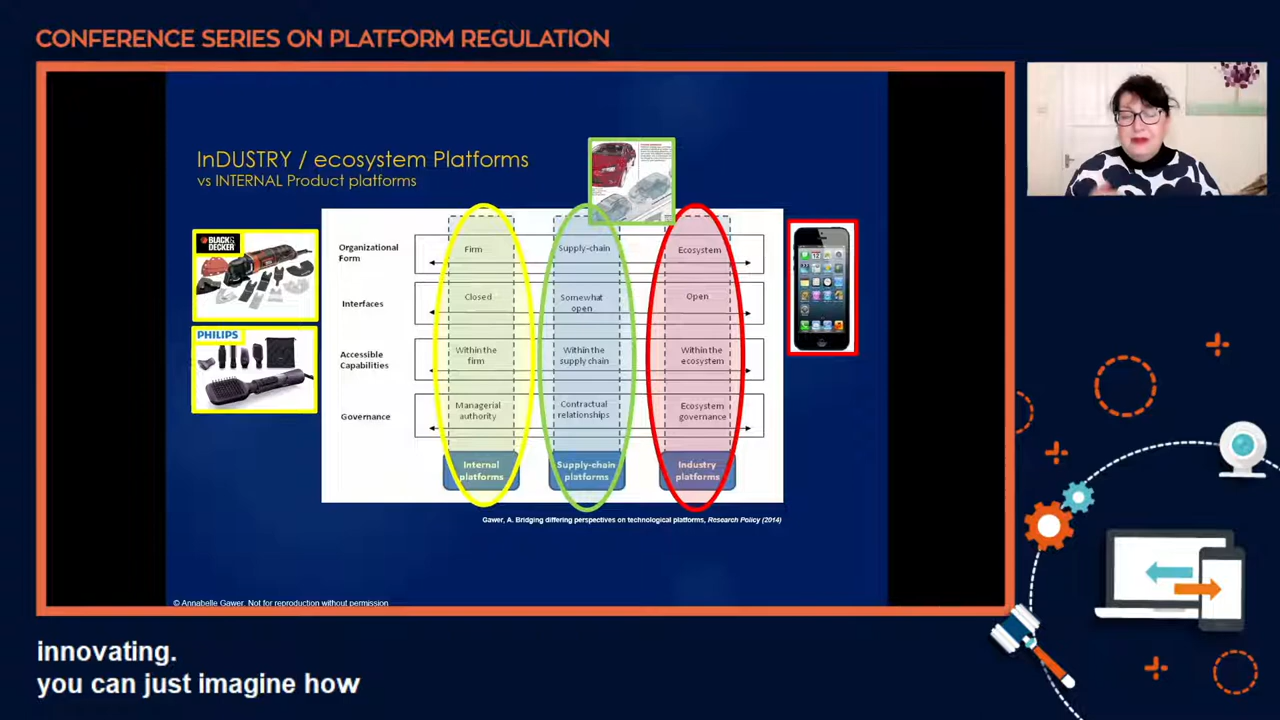 CONFERENCE SERIES ON PLATFORM REGULATION
InDUSTRY / ecosystem Platforms
vs INTERNAL Product platforms
BLACK&
DECKER
PHILIPS
Organizational
Form
Firm
Supply-chain
Ecosystem
Interfaces
Closed
Somewhat
open
Open
Accessible
Capabilities
Within the
firm
Within the
supply chain
Within the
ecosystem
Governance
Managerial
authority
Contractual
relationships
Ecosystem
governance
Internal
platforms
Supply-chain
platforms
Industry
platforms
Gawer, A. Bridging differing perspectives on technological platforms, Research Policy (2014)
© Annabelle Gawer. Not for reproduction without permission
innovating.
you can just imagine how